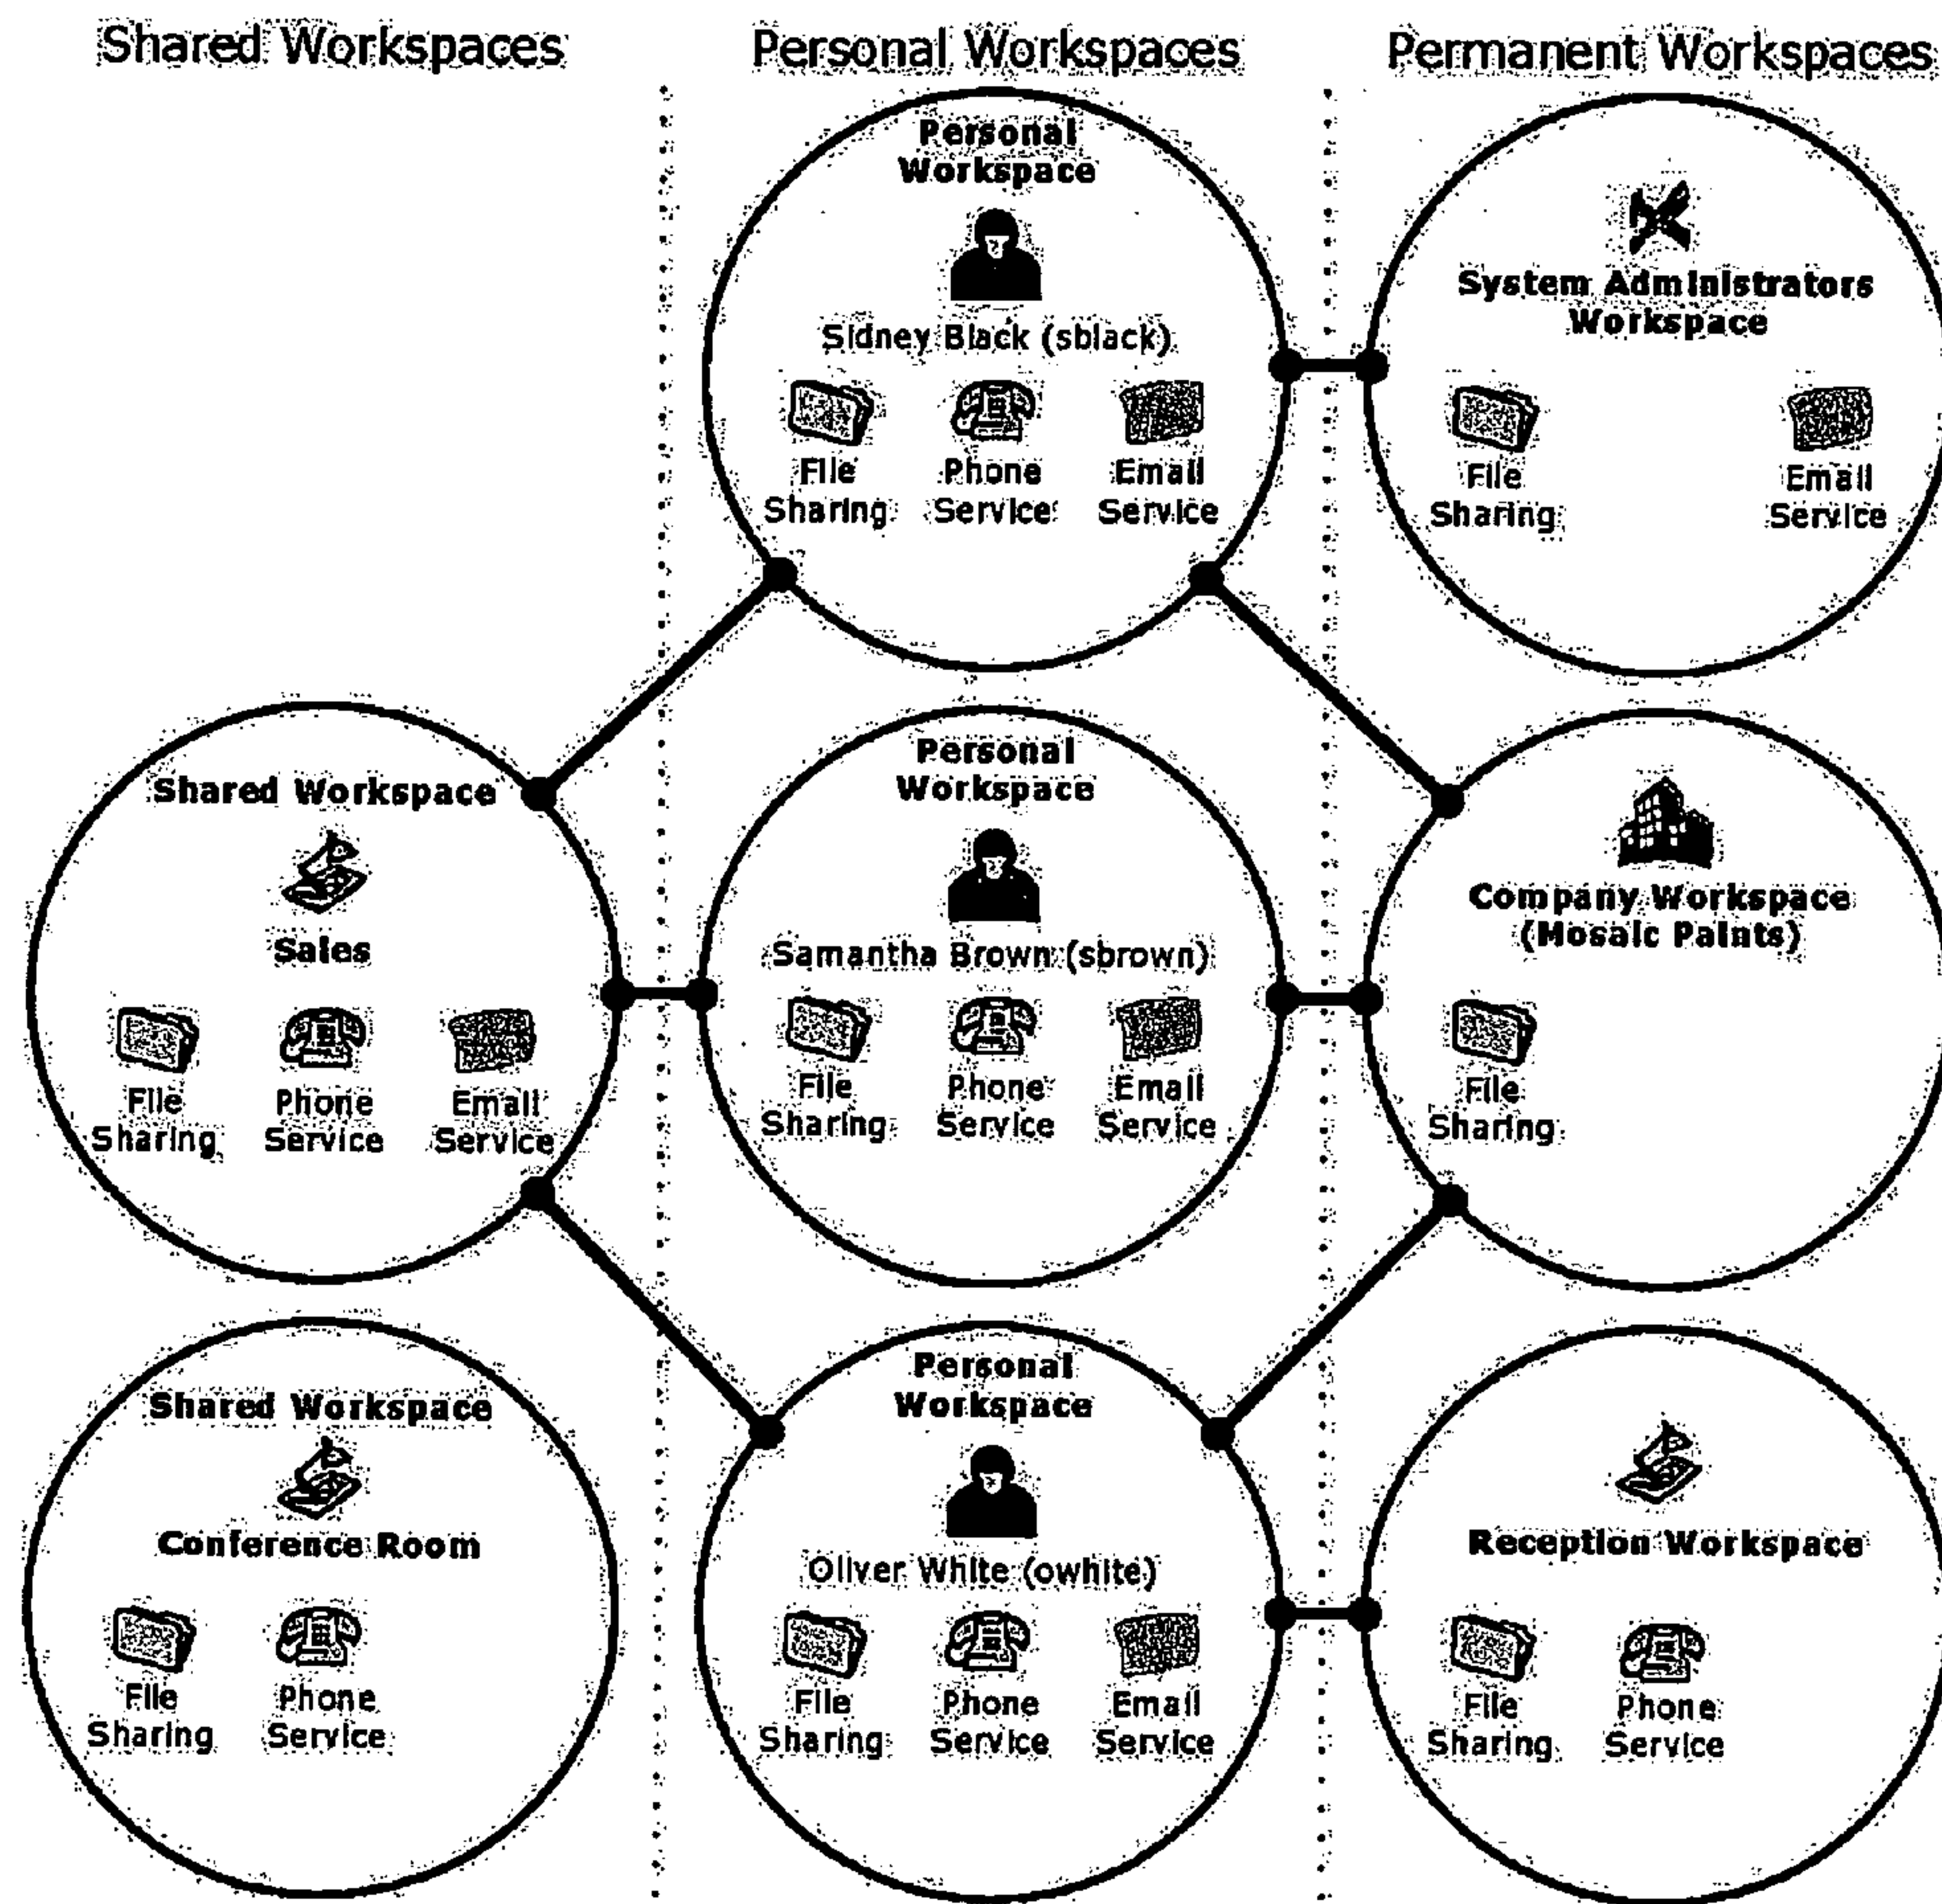 Shared Workspaces
Personal Workspaces
Permanent Workspaces
Personal
Workspace
Sidney Black (sblack)
File
Sharing
Phone
Service
Email
Service
System Administrators
Workspace
File
Sharing
Email
Service
Shared Workspace
Sales
File
Sharing
Phone
Service
Email
Service
Personal
Workspace
Samantha Brown (sbrown)
File
Sharing
Phone
Service
Email
Service
Company Workspace
(Mosaic Paints)
File
Sharing
Shared Workspace
Conference Room
File
Sharing
Phone
Service
Personal
Workspace
Oliver White (owhite)
File
Sharing
Phone
Service
Email
Service
Reception Workspace
File
Sharing
Phone
Service